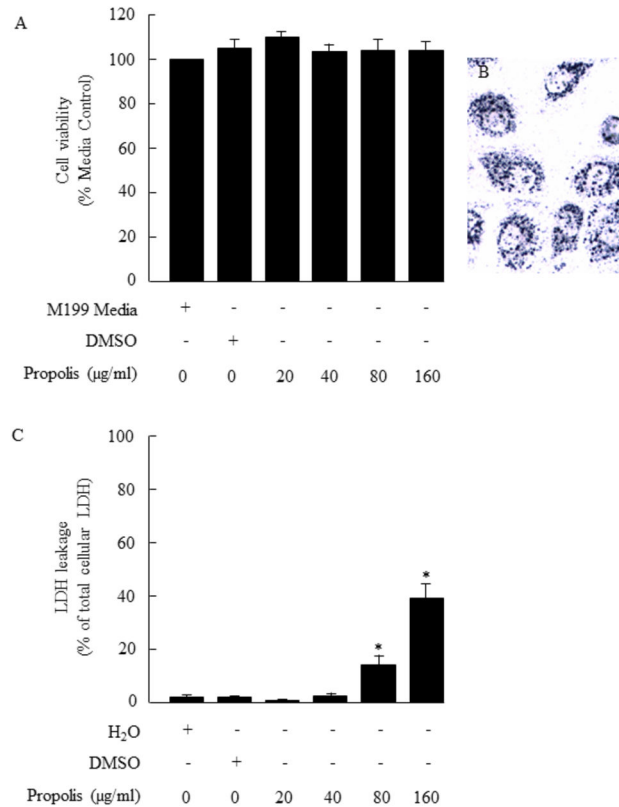 A
Cell viability
(% Media Control)
120
100
80
60
40
20
0
B
M199 Media + - - - - -
DMSO - + - - - -
Propolis (µg/ml) 0 0 20 40 80 160
C
LDH leakage
(% of total cellular LDH)
100
80
60
40
20
0
*
*
H₂O + - - - - -
DMSO - + - - - -
Propolis (µg/ml) 0 0 20 40 80 160